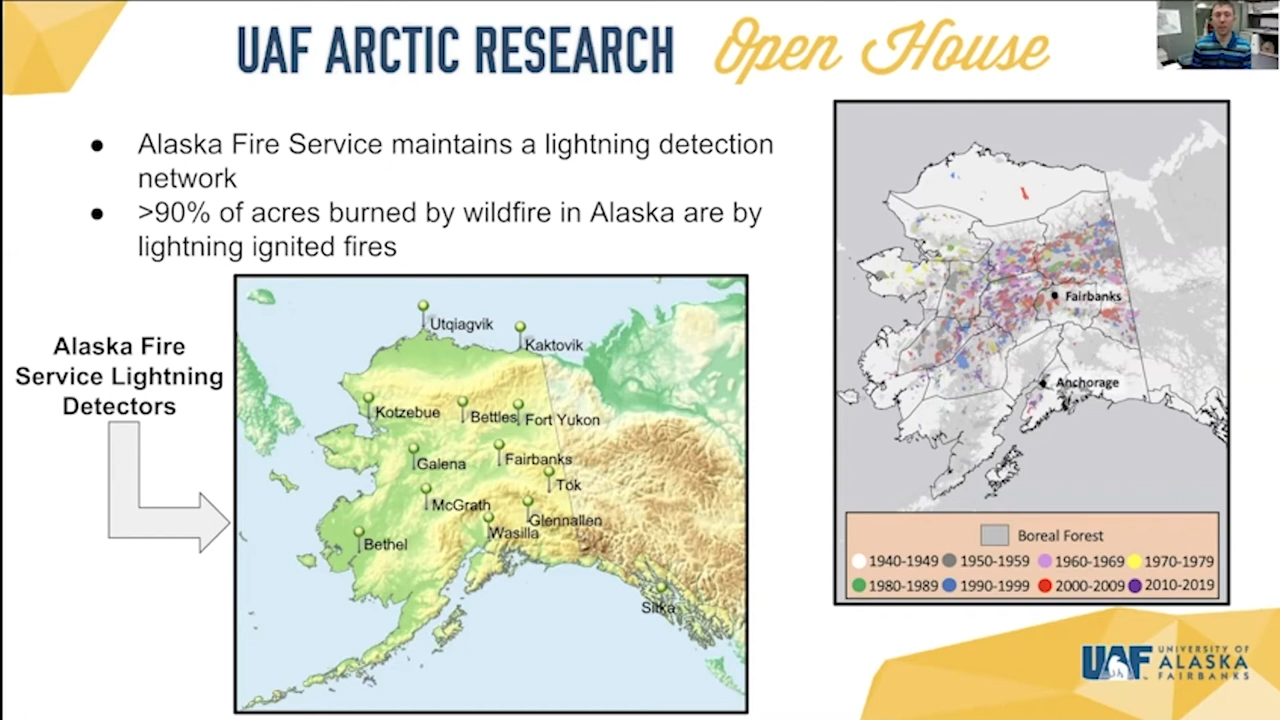 UAF ARCTIC RESEARCH Open House
● Alaska Fire Service maintains a lightning detection
network
● >90% of acres burned by wildfire in Alaska are by
lightning ignited fires
Alaska Fire
Service Lightning
Detectors
Utqiagvik
Kaktovik
Kotzebue
Bettles
Fort Yukon
Galena
Fairbanks
Tok
McGrath
Glennallen
Wasilla
Bethel
Sitka
Fairbanks
Anchorage
Boreal Forest
1940-1949 1950-1959 1960-1969 1970-1979
1980-1989 1990-1999 2000-2009 2010-2019
UAF
UNIVERSITY OF
ALASKA
FAIRBANKS